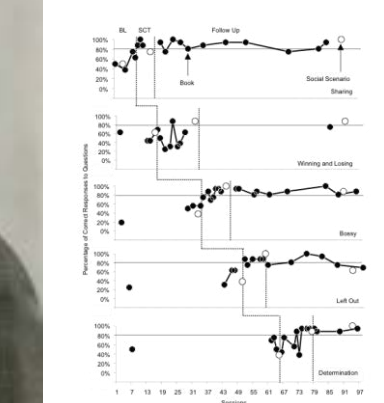 BL SCT Follow Up
100%
80%
60%
40%
20%
0%
Book
Social Scenario
Sharing
100%
80%
60%
40%
20%
0%
Winning and Losing
100%
80%
60%
40%
20%
0%
Bossy
100%
80%
60%
40%
20%
0%
Left Out
100%
80%
60%
40%
20%
0%
Determination
Percentage of Correct Responses to Questions
1 7 13 19 25 31 37 43 49 55 61 67 73 79 85 91 97
Sessions